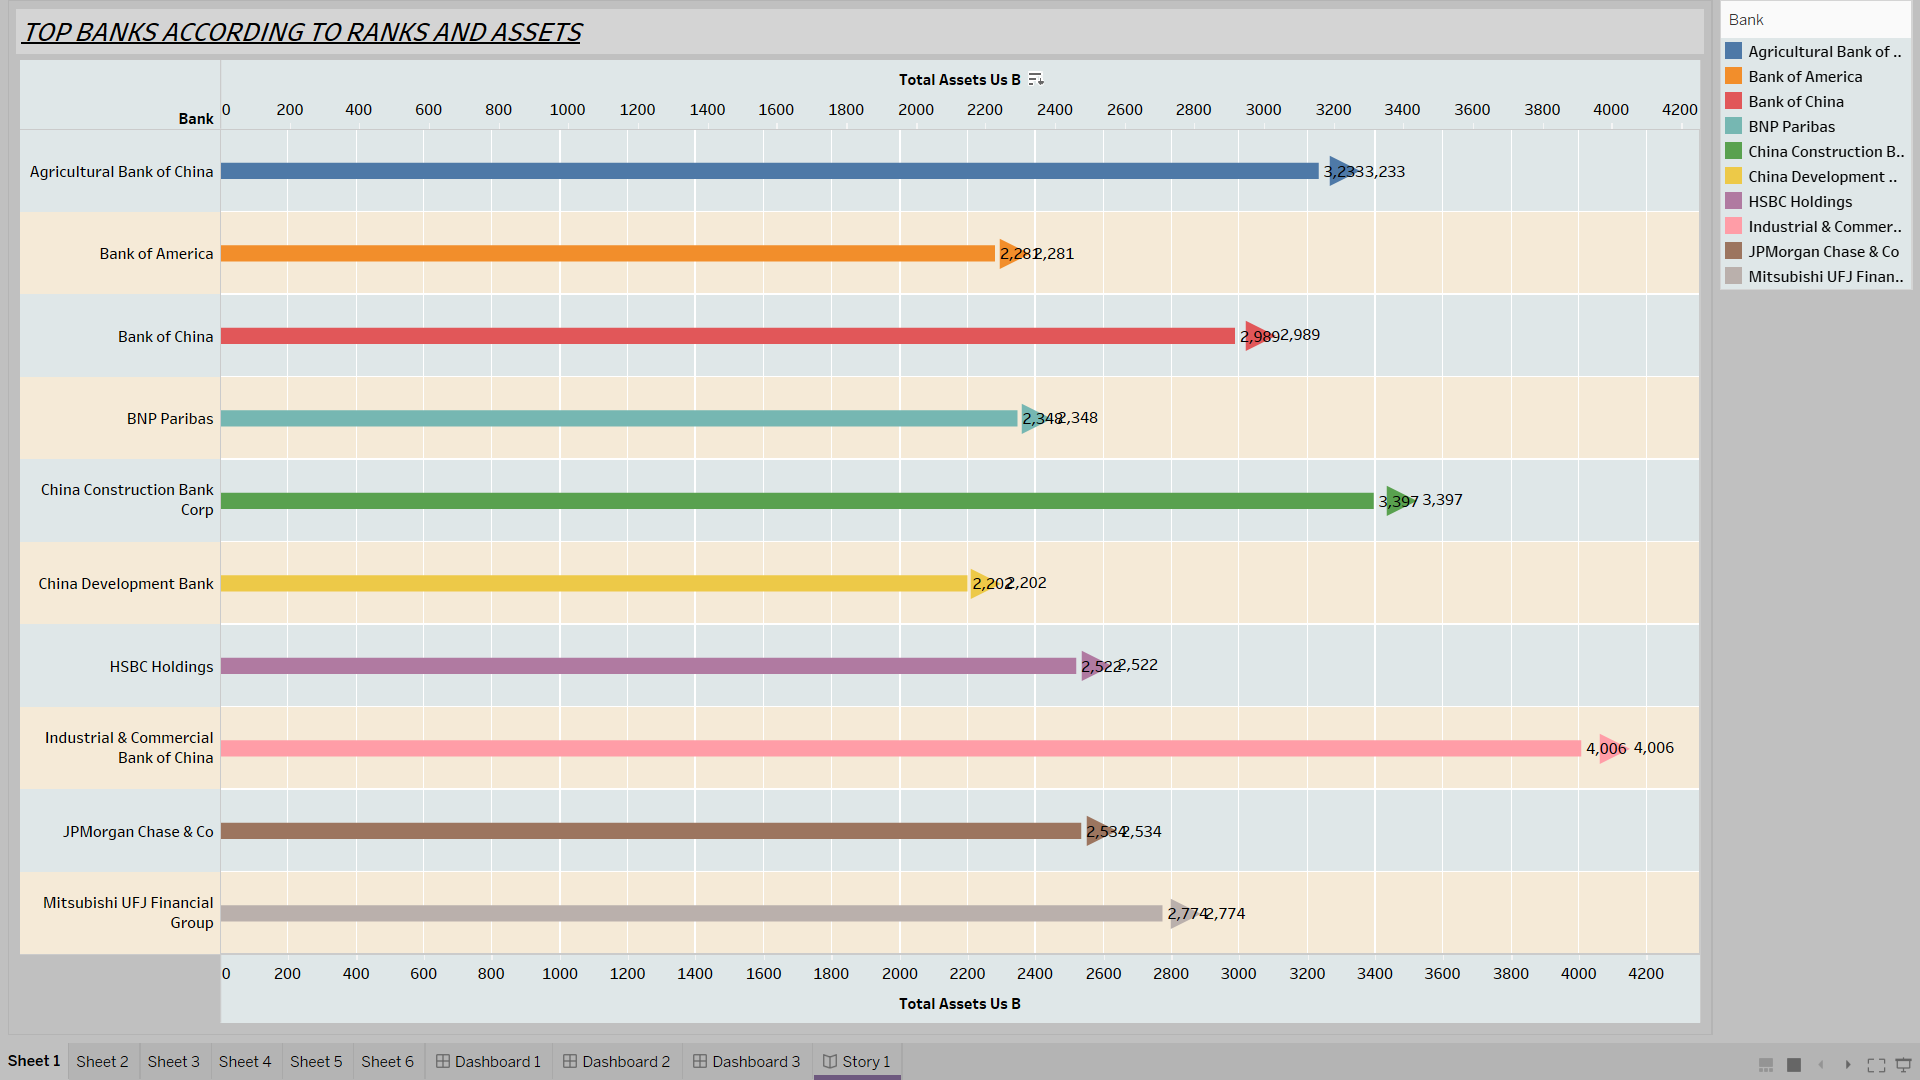 TOP BANKS ACCORDING TO RANKS AND ASSETS
Total Assets Us B
Bank
0 200 400 600 800 1000 1200 1400 1600 1800 2000 2200 2400 2600 2800 3000 3200 3400 3600 3800 4000 4200
Agricultural Bank of China
3,233 3,233
Bank of America
2,281 2,281
Bank of China
2,989 2,989
BNP Paribas
2,348 2,348
China Construction Bank
Corp
3,397 3,397
China Development Bank
2,202 2,202
HSBC Holdings
2,522 2,522
Industrial & Commercial
Bank of China
4,006 4,006
JPMorgan Chase & Co
2,534 2,534
Mitsubishi UFJ Financial
Group
2,774 2,774
0 200 400 600 800 1000 1200 1400 1600 1800 2000 2200 2400 2600 2800 3000 3200 3400 3600 3800 4000 4200
Total Assets Us B
Bank
Agricultural Bank of ..
Bank of America
Bank of China
BNP Paribas
China Construction B..
China Development ..
HSBC Holdings
Industrial & Commer..
JPMorgan Chase & Co
Mitsubishi UFJ Finan..
Sheet 1 Sheet 2 Sheet 3 Sheet 4 Sheet 5 Sheet 6 Dashboard 1 Dashboard 2 Dashboard 3 Story 1